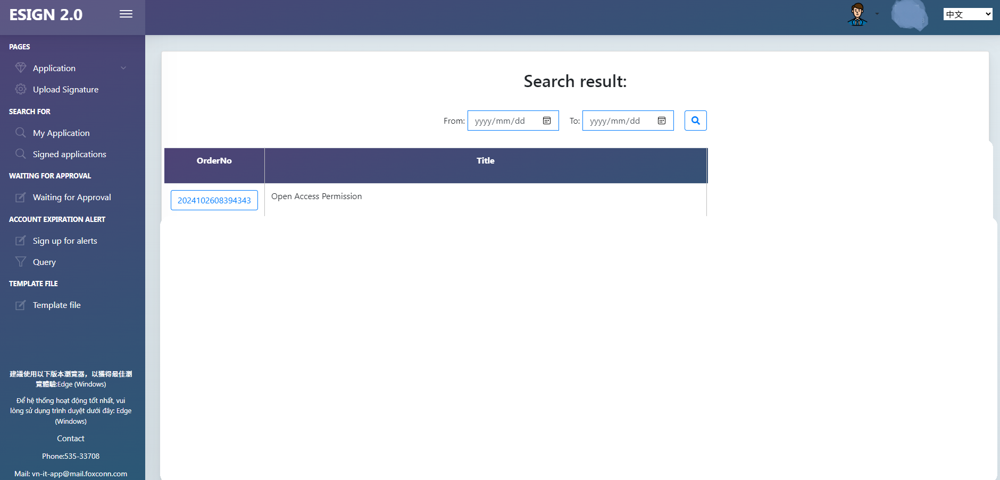 ESIGN 2.0
中文
PAGES
Application
Upload Signature
SEARCH FOR
My Application
Signed applications
WAITING FOR APPROVAL
Waiting for Approval
ACCOUNT EXPIRATION ALERT
Sign up for alerts
Query
TEMPLATE FILE
Template file
建議使用以下版本瀏覽器，以獲得最佳瀏
覽體驗:Edge (Windows)
Để hệ thống hoạt động tốt nhất, vui
lòng sử dụng trình duyệt dưới đây: Edge
(Windows)
Contact
Phone:535-33708
Mail: vn-it-app@mail.foxconn.com
Search result:
From: yyyy/mm/dd To: yyyy/mm/dd
OrderNo Title
2024102608394343 Open Access Permission